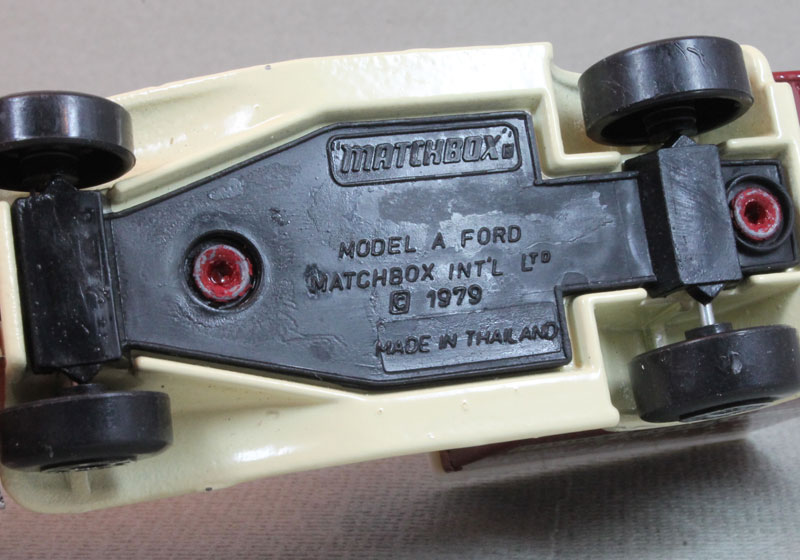 "MATCHBOX"®
MODEL A FORD
MATCHBOX INT'L LTD
© 1979
MADE IN THAILAND